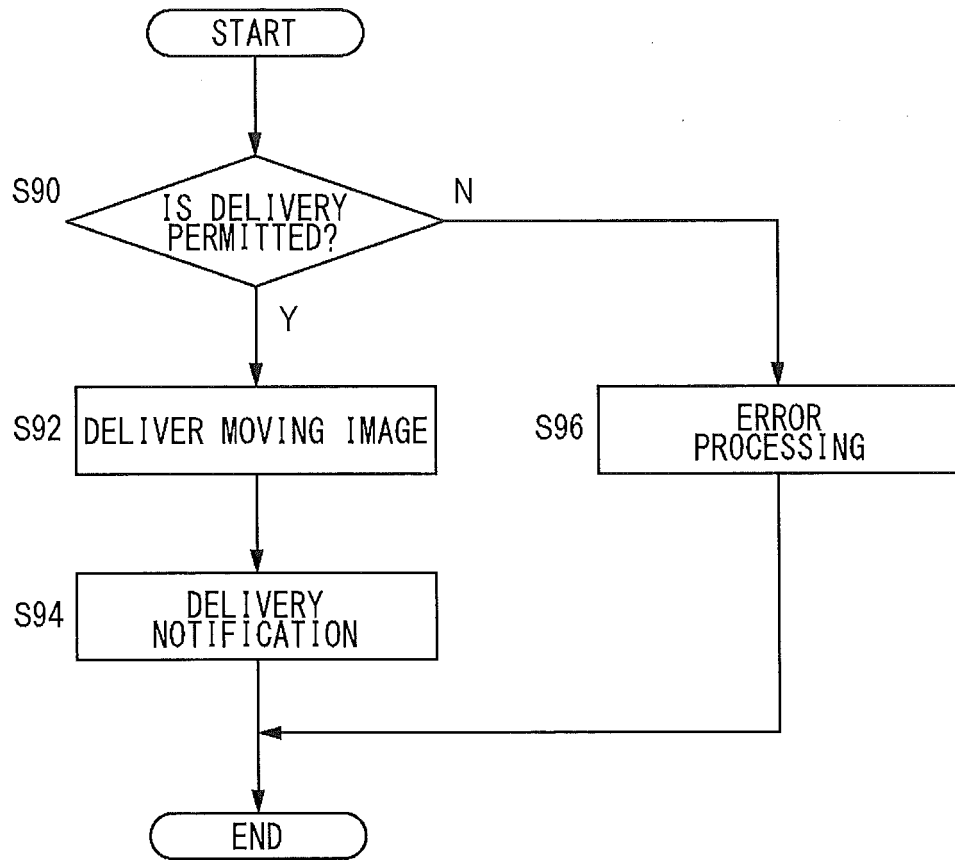 START
S90
IS DELIVERY
PERMITTED?
N
Y
S92
DELIVER MOVING IMAGE
S96
ERROR
PROCESSING
S94
DELIVERY
NOTIFICATION
END